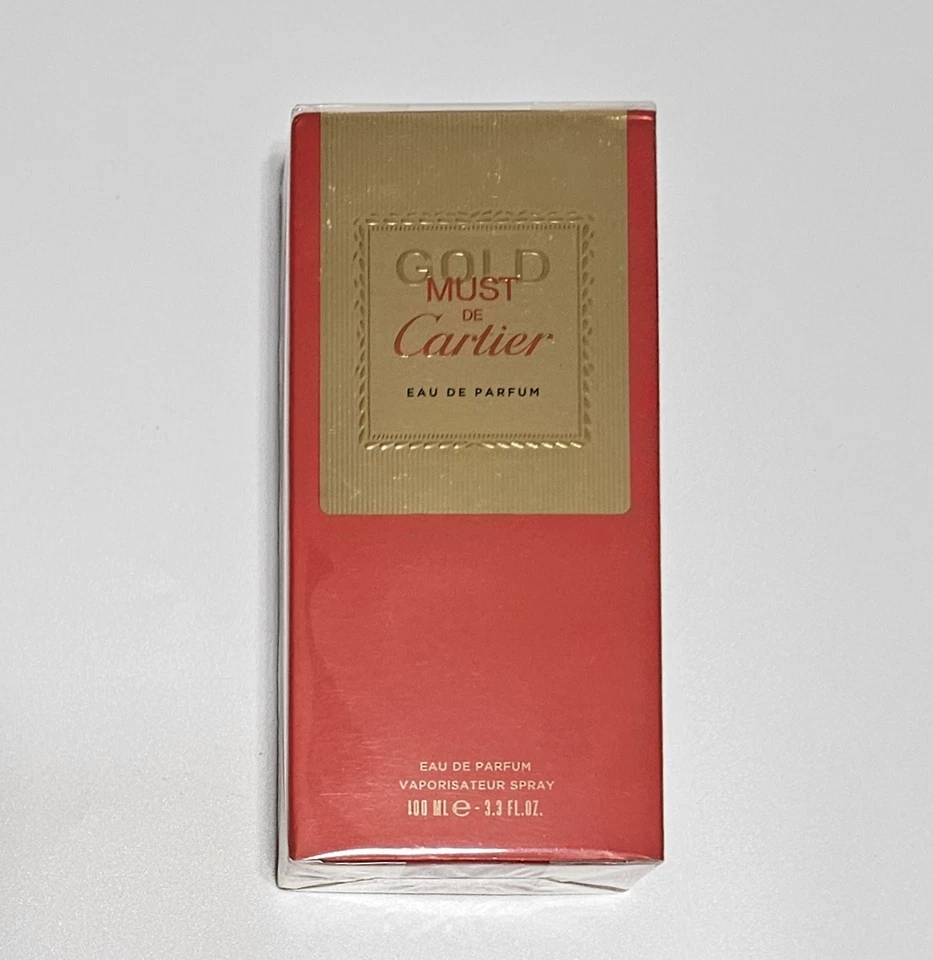 GOLD
MUST
DE
Cartier
EAU DE PARFUM
EAU DE PARFUM
VAPORISATEUR SPRAY
100 ML e - 3.3 FL.OZ.